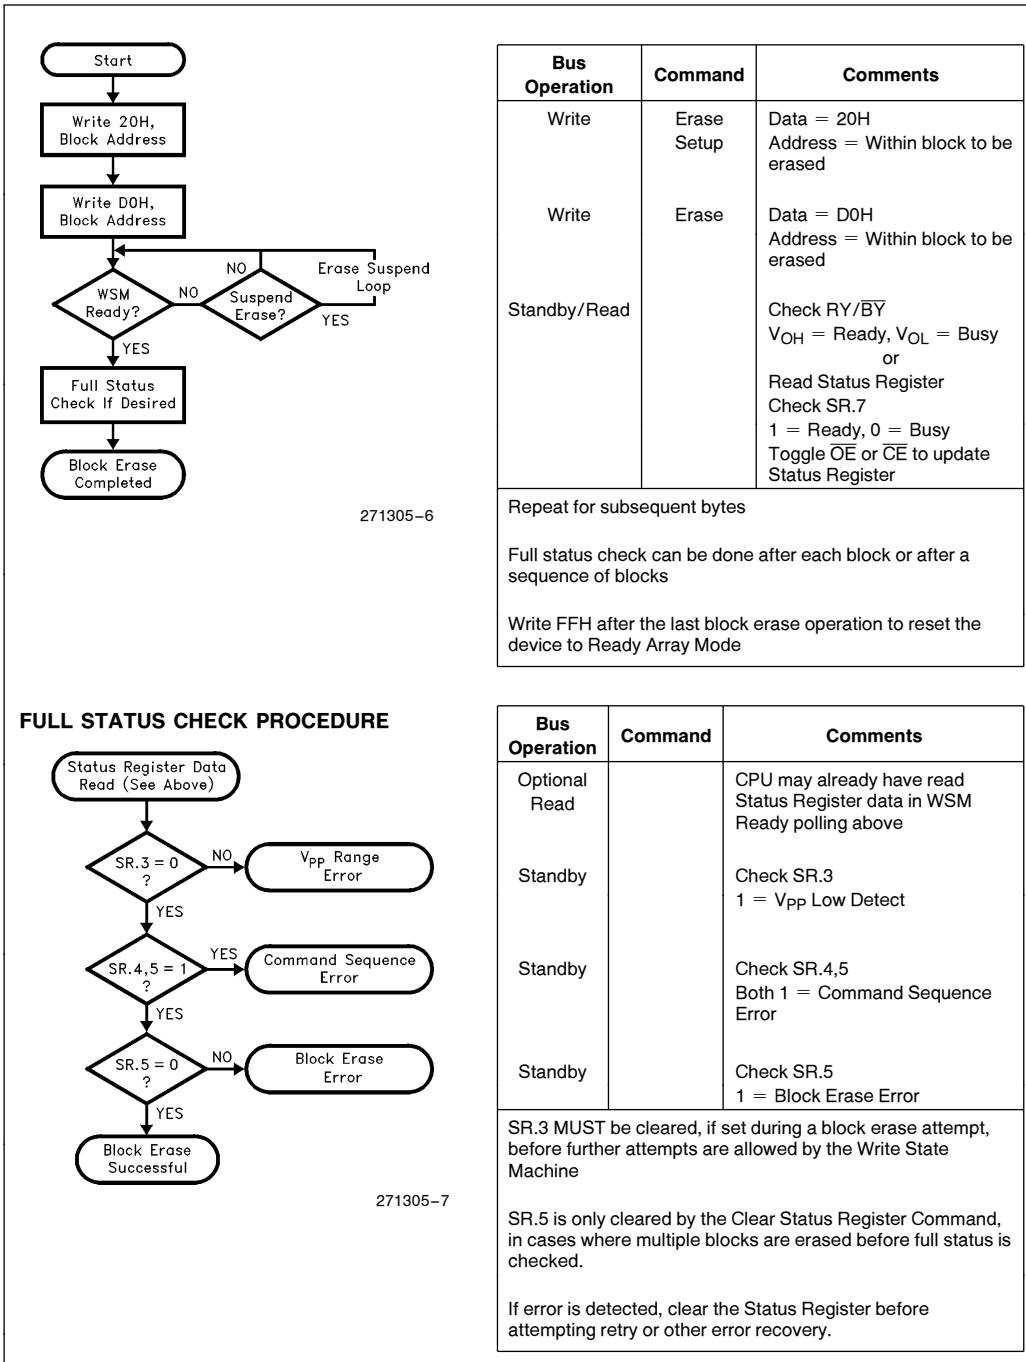 Start
Write 20H,
Block Address
Write D0H,
Block Address
NO
Erase Suspend
Loop
WSM
Ready?
NO
Suspend
Erase?
YES
YES
Full Status
Check If Desired
Block Erase
Completed
271305–6
Bus
Operation
Command
Comments
Write
Erase
Setup
Data = 20H
Address = Within block to be
erased
Write
Erase
Data = D0H
Address = Within block to be
erased
Standby/Read
Check RY/B̅Y̅
VOH = Ready, VOL = Busy
or
Read Status Register
Check SR.7
1 = Ready, 0 = Busy
Toggle O̅E̅ or C̅E̅ to update
Status Register
Repeat for subsequent bytes
Full status check can be done after each block or after a
sequence of blocks
Write FFH after the last block erase operation to reset the
device to Ready Array Mode
FULL STATUS CHECK PROCEDURE
Status Register Data
Read (See Above)
SR.3 = 0
?
NO
VPP Range
Error
YES
SR.4,5 = 1
?
YES
Command Sequence
Error
YES
SR.5 = 0
?
NO
Block Erase
Error
YES
Block Erase
Successful
271305–7
Bus
Operation
Command
Comments
Optional
Read
CPU may already have read
Status Register data in WSM
Ready polling above
Standby
Check SR.3
1 = VPP Low Detect
Standby
Check SR.4,5
Both 1 = Command Sequence
Error
Standby
Check SR.5
1 = Block Erase Error
SR.3 MUST be cleared, if set during a block erase attempt,
before further attempts are allowed by the Write State
Machine
SR.5 is only cleared by the Clear Status Register Command,
in cases where multiple blocks are erased before full status is
checked.
If error is detected, clear the Status Register before
attempting retry or other error recovery.